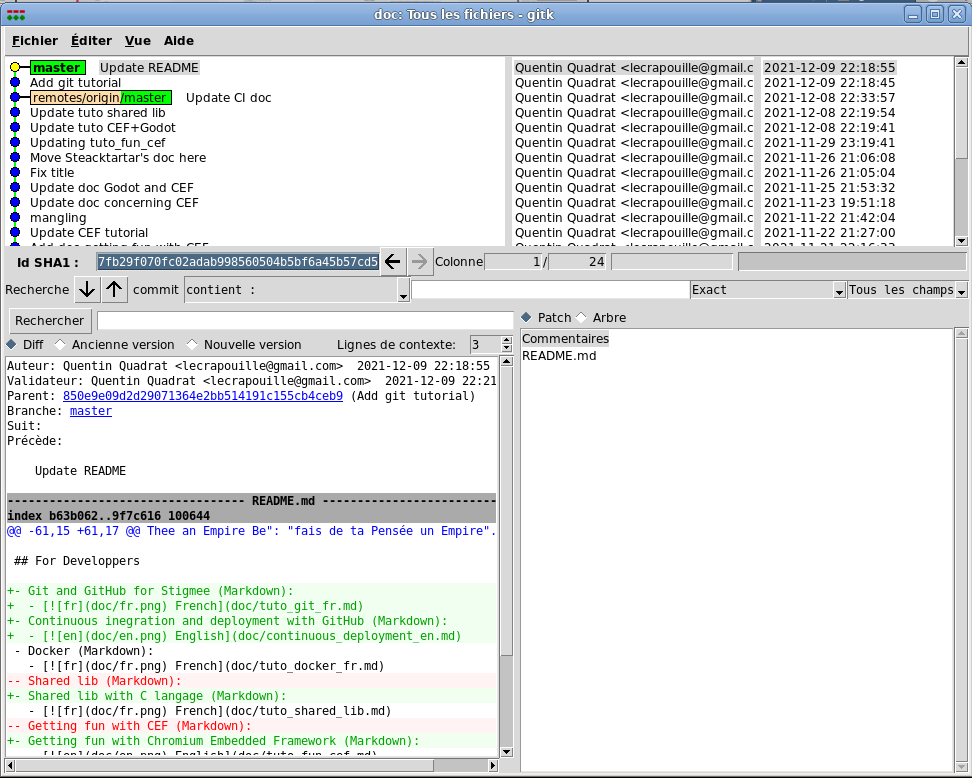 doc: Tous les fichiers - gitk
Fichier Éditer Vue Aide
master Update README Quentin Quadrat <lecrapouille@gmail.c 2021-12-09 22:18:55
Add git tutorial Quentin Quadrat <lecrapouille@gmail.c 2021-12-09 22:18:45
remotes/origin/master Update CI doc Quentin Quadrat <lecrapouille@gmail.c 2021-12-08 22:33:57
Update tuto shared lib Quentin Quadrat <lecrapouille@gmail.c 2021-12-08 22:19:54
Update tuto CEF+Godot Quentin Quadrat <lecrapouille@gmail.c 2021-12-08 22:19:41
Updating tuto_fun_cef Quentin Quadrat <lecrapouille@gmail.c 2021-11-29 23:19:41
Move Steacktartar's doc here Quentin Quadrat <lecrapouille@gmail.c 2021-11-26 21:06:08
Fix title Quentin Quadrat <lecrapouille@gmail.c 2021-11-26 21:05:04
Update doc Godot and CEF Quentin Quadrat <lecrapouille@gmail.c 2021-11-25 21:53:32
Update doc concerning CEF Quentin Quadrat <lecrapouille@gmail.c 2021-11-23 19:51:18
mangling Quentin Quadrat <lecrapouille@gmail.c 2021-11-22 21:42:04
Update CEF tutorial Quentin Quadrat <lecrapouille@gmail.c 2021-11-22 21:27:00
Id SHA1 : 7fb29f070fc02adab998560504b5bf6a45b57cd5 Colonne 1/ 24
Recherche commit contient : Exact Tous les champs
Rechercher
Patch Arbre
Diff Ancienne version Nouvelle version Lignes de contexte: 3
Commentaires
README.md
Auteur: Quentin Quadrat <lecrapouille@gmail.com> 2021-12-09 22:18:55
Validateur: Quentin Quadrat <lecrapouille@gmail.com> 2021-12-09 22:21
Parent: 850e9e09d2d29071364e2bb514191c155cb4ceb9 (Add git tutorial)
Branche: master
Suit:
Précède:
Update README
---------------------------------- README.md -------------------------
index b63b062..9f7c616 100644
@@ -61,15 +61,17 @@ Thee an Empire Be": "fais de ta Pensée un Empire".
## For Developpers
+- Git and GitHub for Stigmee (Markdown):
+  - [![fr](doc/fr.png) French](doc/tuto_git_fr.md)
+- Continuous inegration and deployment with GitHub (Markdown):
+  - [![en](doc/en.png) English](doc/continuous_deployment_en.md)
- Docker (Markdown):
- [![fr](doc/fr.png) French](doc/tuto_docker_fr.md)
-- Shared lib (Markdown):
+- Shared lib with C langage (Markdown):
- [![fr](doc/fr.png) French](doc/tuto_shared_lib.md)
-- Getting fun with CEF (Markdown):
+- Getting fun with Chromium Embedded Framework (Markdown):